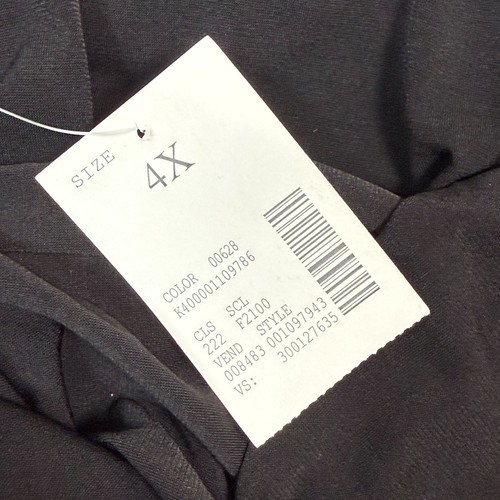 SIZE 4X
COLOR 00628
K400001109786
CLS SCL
222 F2100
VEND STYLE
008483 001097943
VS: 300127635